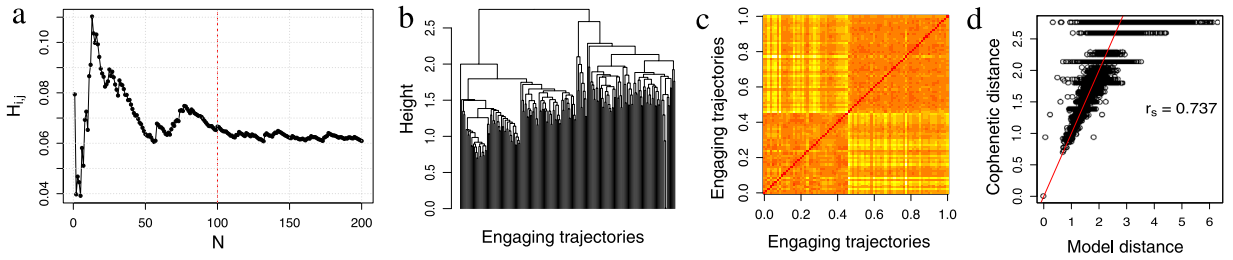 a
H_{i,j}
0.10
0.08
0.06
0.04
0 50 100 150 200
N
b
Height
2.5
2.0
1.5
1.0
0.5
0.0
Engaging trajectories
c
Engaging trajectories
1.0
0.8
0.6
0.4
0.2
0.0
0.0 0.2 0.4 0.6 0.8 1.0
Engaging trajectories
d
Cophenetic distance
2.5
2.0
1.5
1.0
0.5
0.0
r_s = 0.737
0 1 2 3 4 5 6
Model distance